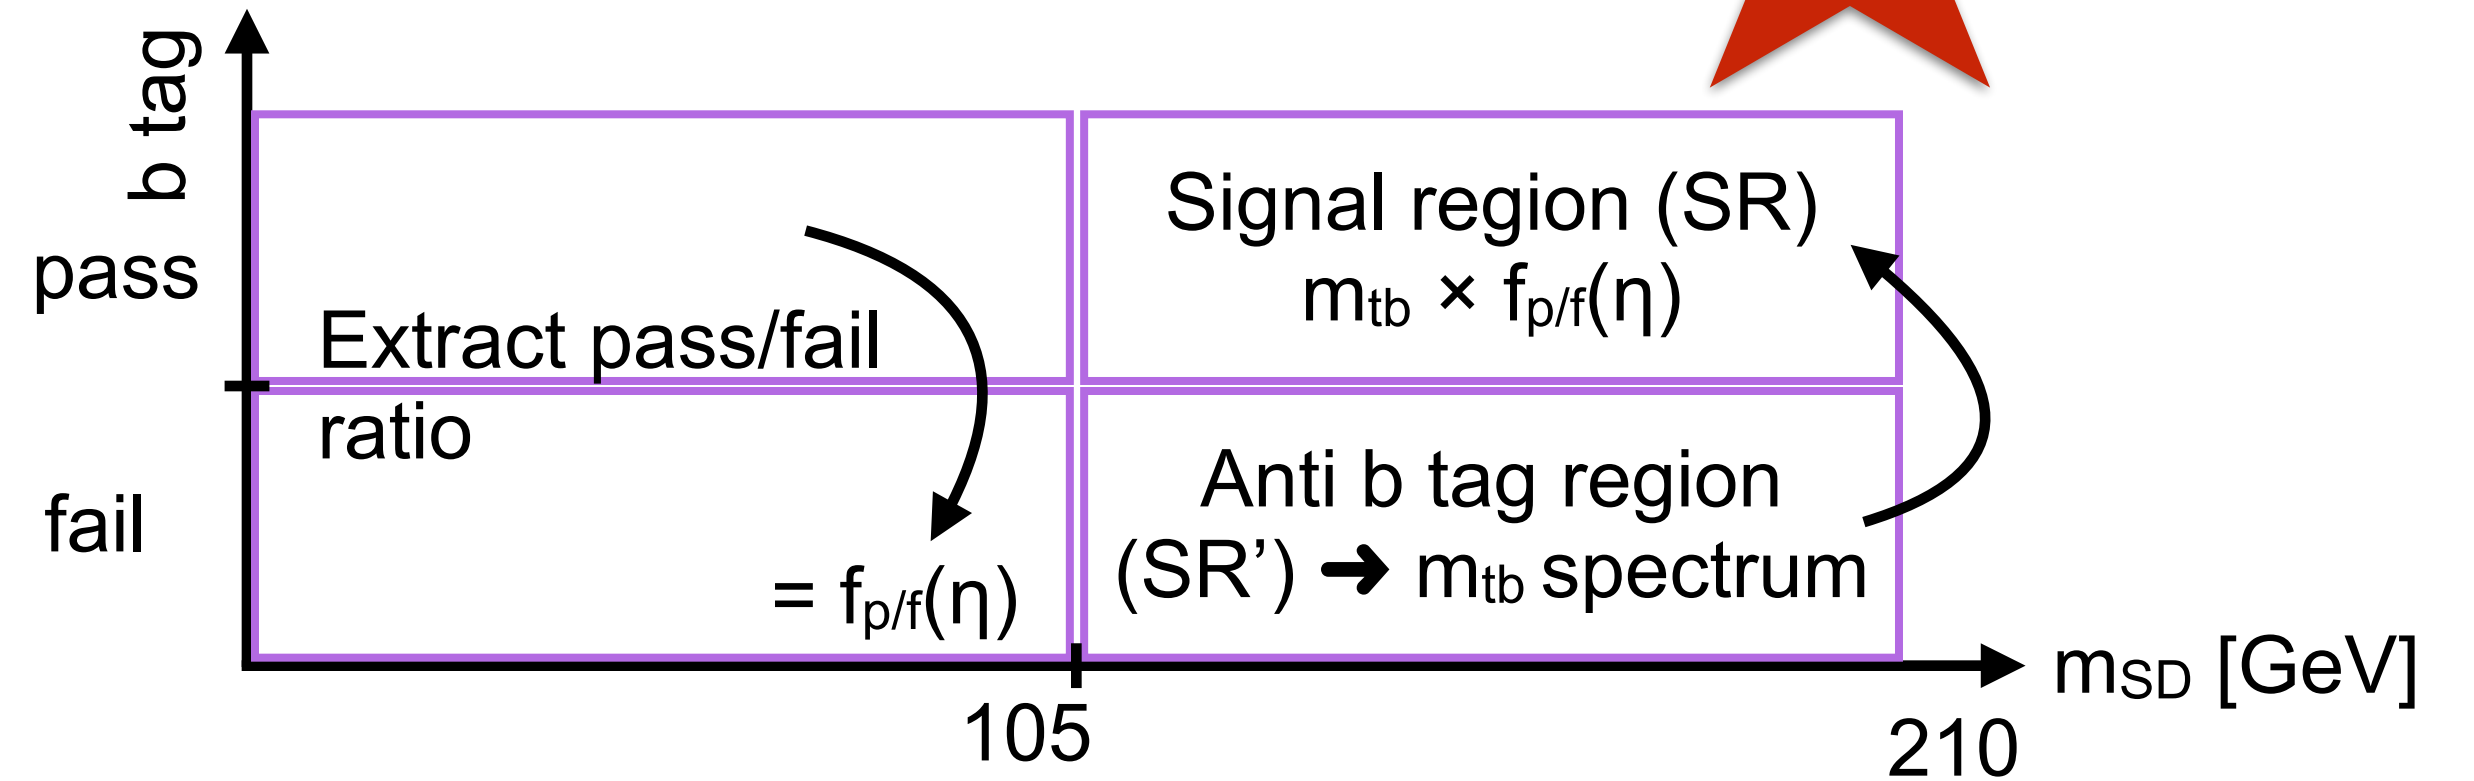 b tag
pass
fail
Extract pass/fail
ratio
= fp/f(η)
Signal region (SR)
mtb × fp/f(η)
Anti b tag region
(SR’) ➜ mtb spectrum
105
210
mSD [GeV]